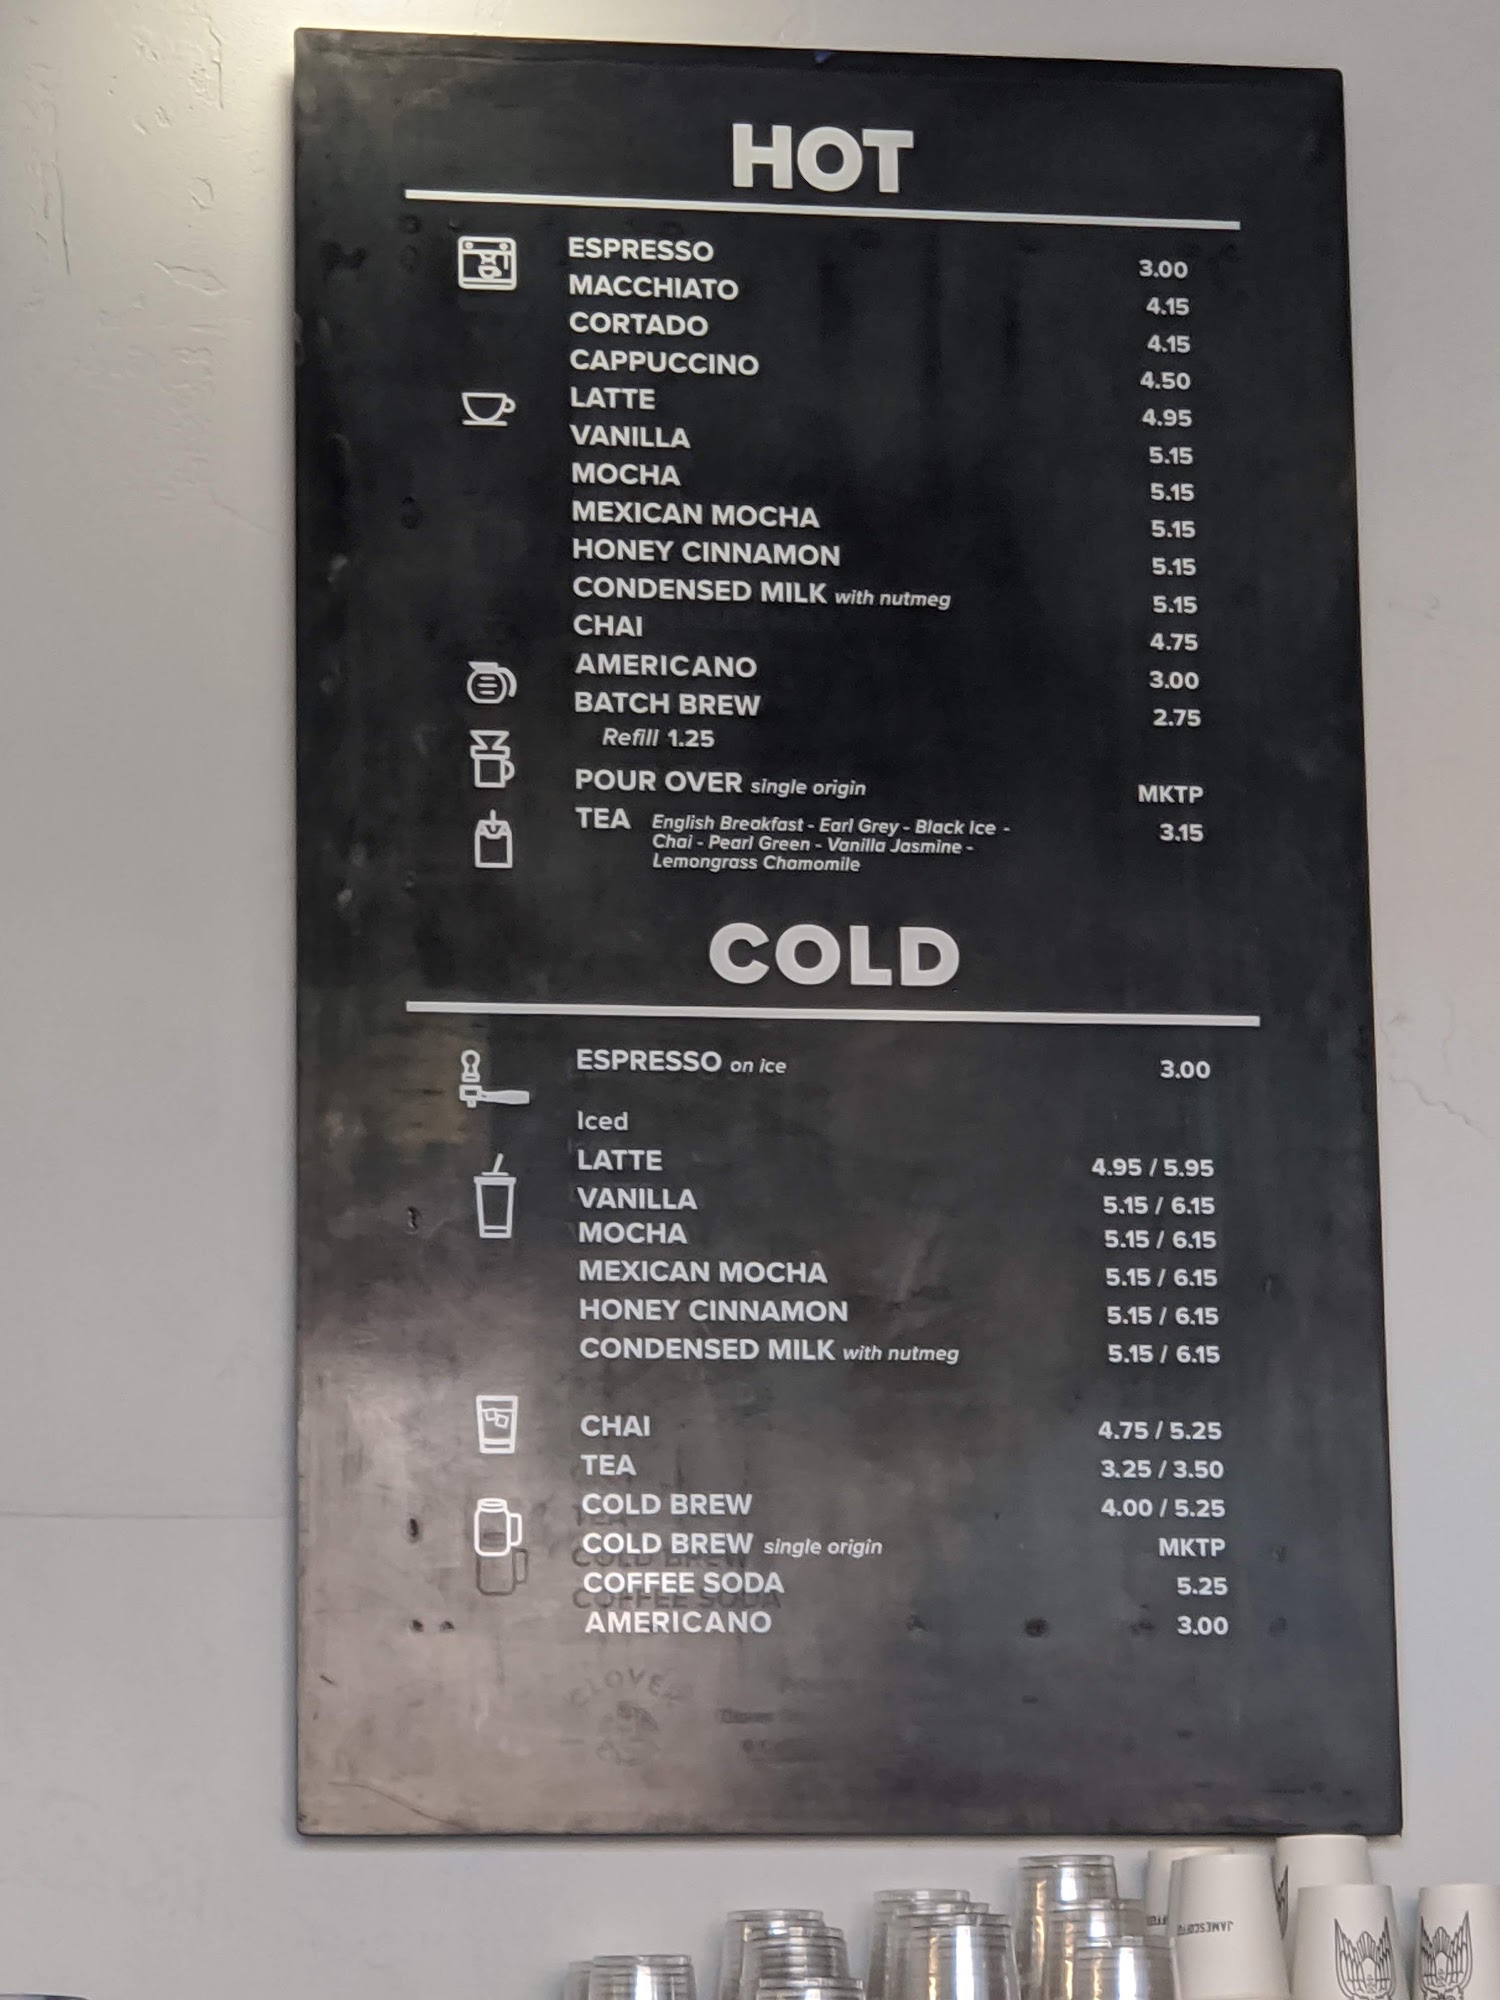 HOT
ESPRESSO 3.00
MACCHIATO 4.15
CORTADO 4.15
CAPPUCCINO 4.50
LATTE 4.95
VANILLA 5.15
MOCHA 5.15
MEXICAN MOCHA 5.15
HONEY CINNAMON 5.15
CONDENSED MILK with nutmeg 5.15
CHAI 4.75
AMERICANO 3.00
BATCH BREW 2.75
Refill 1.25
POUR OVER single origin MKTP
TEA English Breakfast - Earl Grey - Black Ice - 3.15
Chai - Pearl Green - Vanilla Jasmine -
Lemongrass Chamomile
COLD
ESPRESSO on ice 3.00
Iced
LATTE 4.95 / 5.95
VANILLA 5.15 / 6.15
MOCHA 5.15 / 6.15
MEXICAN MOCHA 5.15 / 6.15
HONEY CINNAMON 5.15 / 6.15
CONDENSED MILK with nutmeg 5.15 / 6.15
CHAI 4.75 / 5.25
TEA 3.25 / 3.50
COLD BREW 4.00 / 5.25
COLD BREW single origin MKTP
COFFEE SODA 5.25
AMERICANO 3.00
COLD BREW
COFFEE SODA
CLOVER